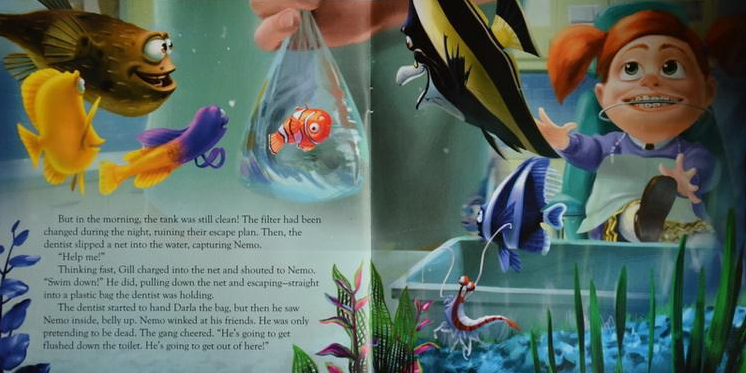 But in the morning, the tank was still clean! The filter had been
changed during the night, ruining their escape plan. Then, the
dentist slipped a net into the water, capturing Nemo.
“Help me!”
Thinking fast, Gill charged into the net and shouted to Nemo.
“Swim down!” He did, pulling down the net and escaping–straight
into a plastic bag the dentist was holding.
The dentist started to hand Darla the bag, but then he saw
Nemo inside, belly up. Nemo winked at his friends. He was only
pretending to be dead. The gang cheered. “He’s going to get
flushed down the toilet. He’s going to get out of here!”